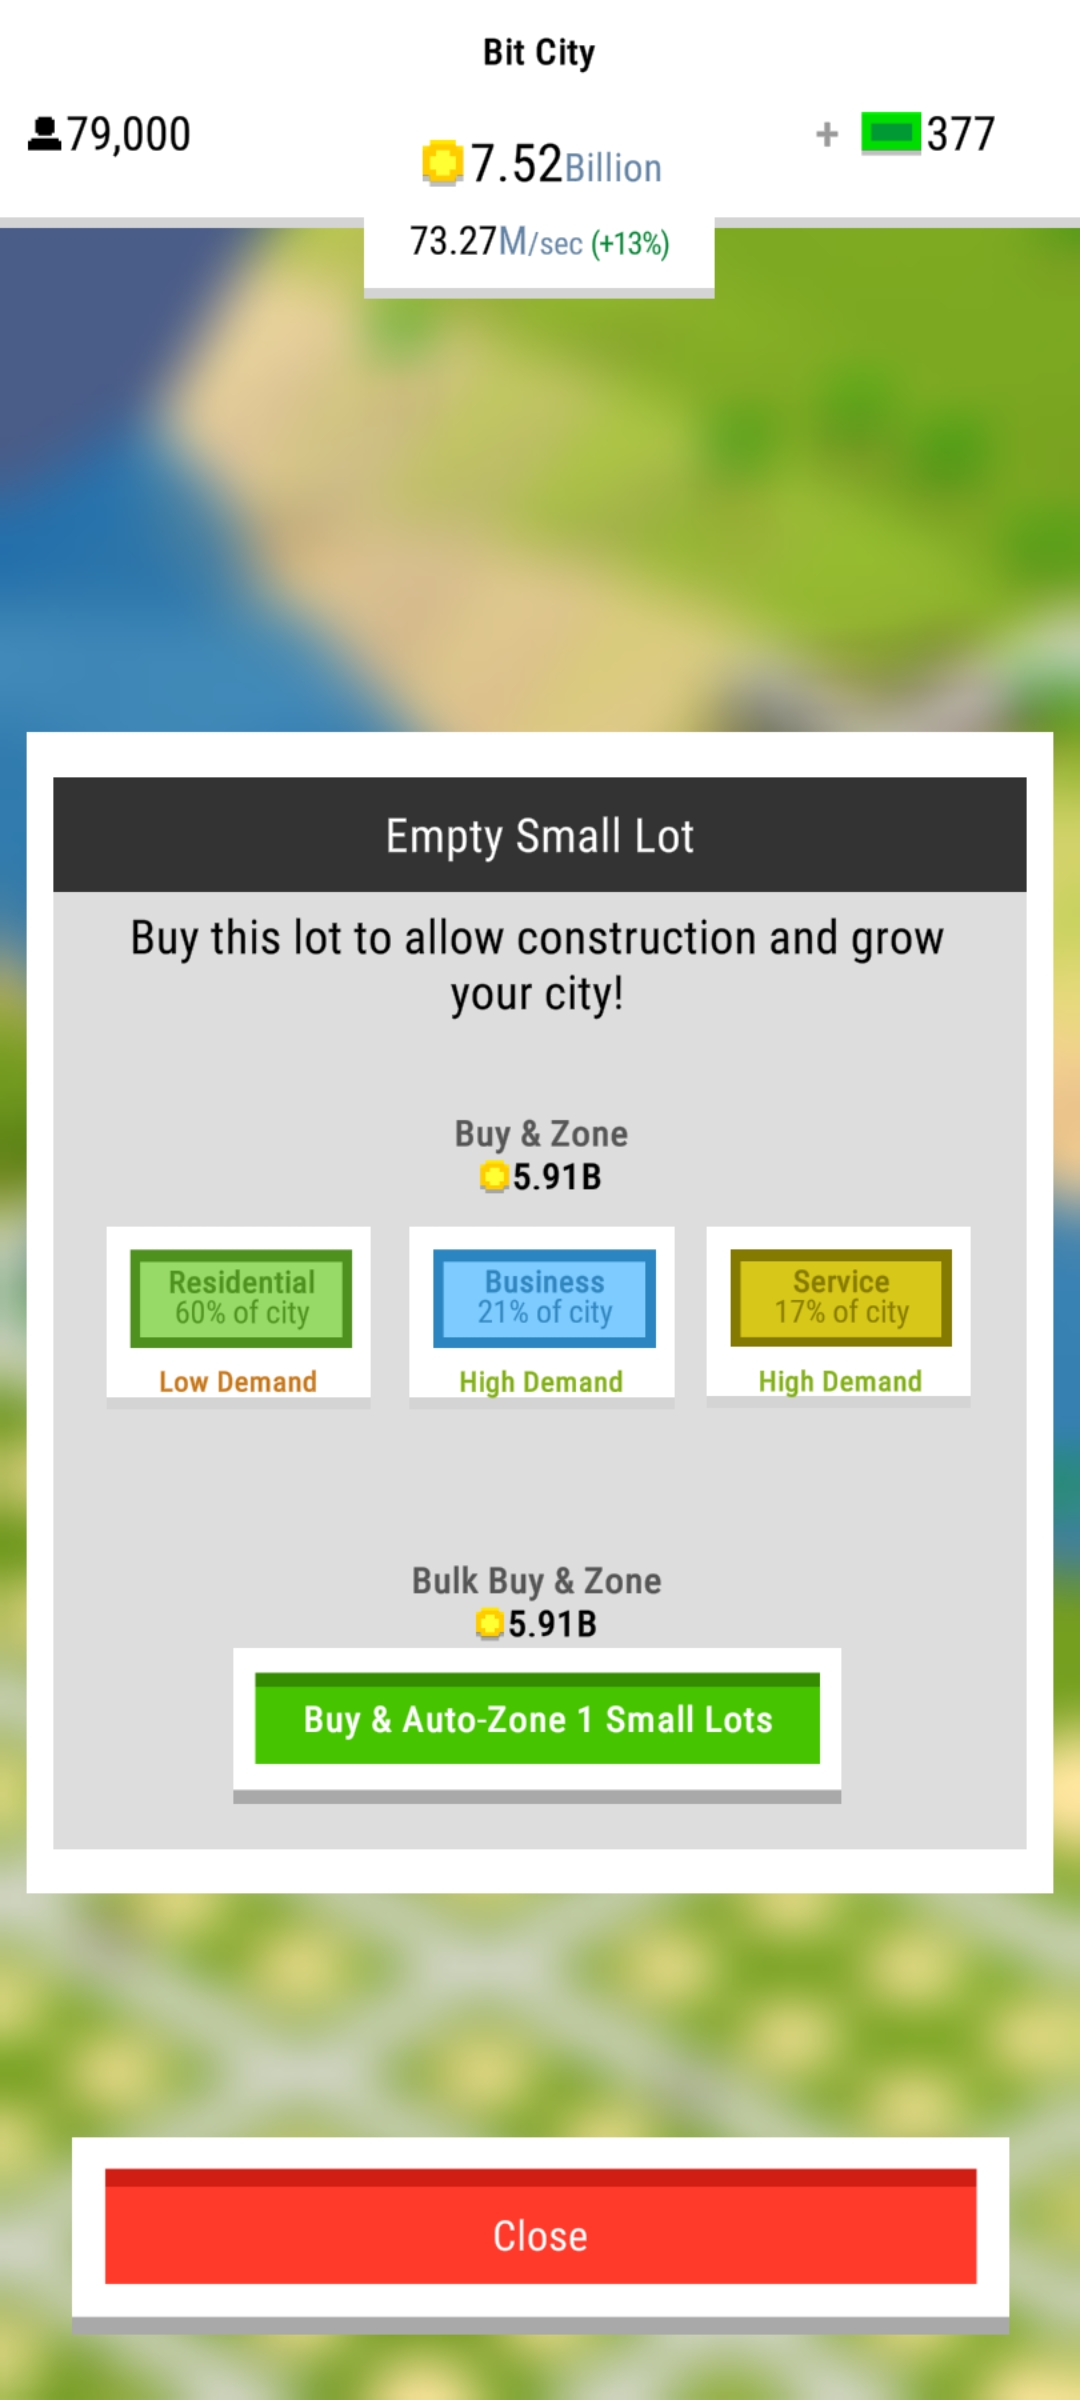 Bit City
79,000
7.52Billion
+ 377
73.27M/sec (+13%)
Empty Small Lot
Buy this lot to allow construction and grow
your city!
Buy & Zone
5.91B
Residential
60% of city
Low Demand
Business
21% of city
High Demand
Service
17% of city
High Demand
Bulk Buy & Zone
5.91B
Buy & Auto-Zone 1 Small Lots
Close